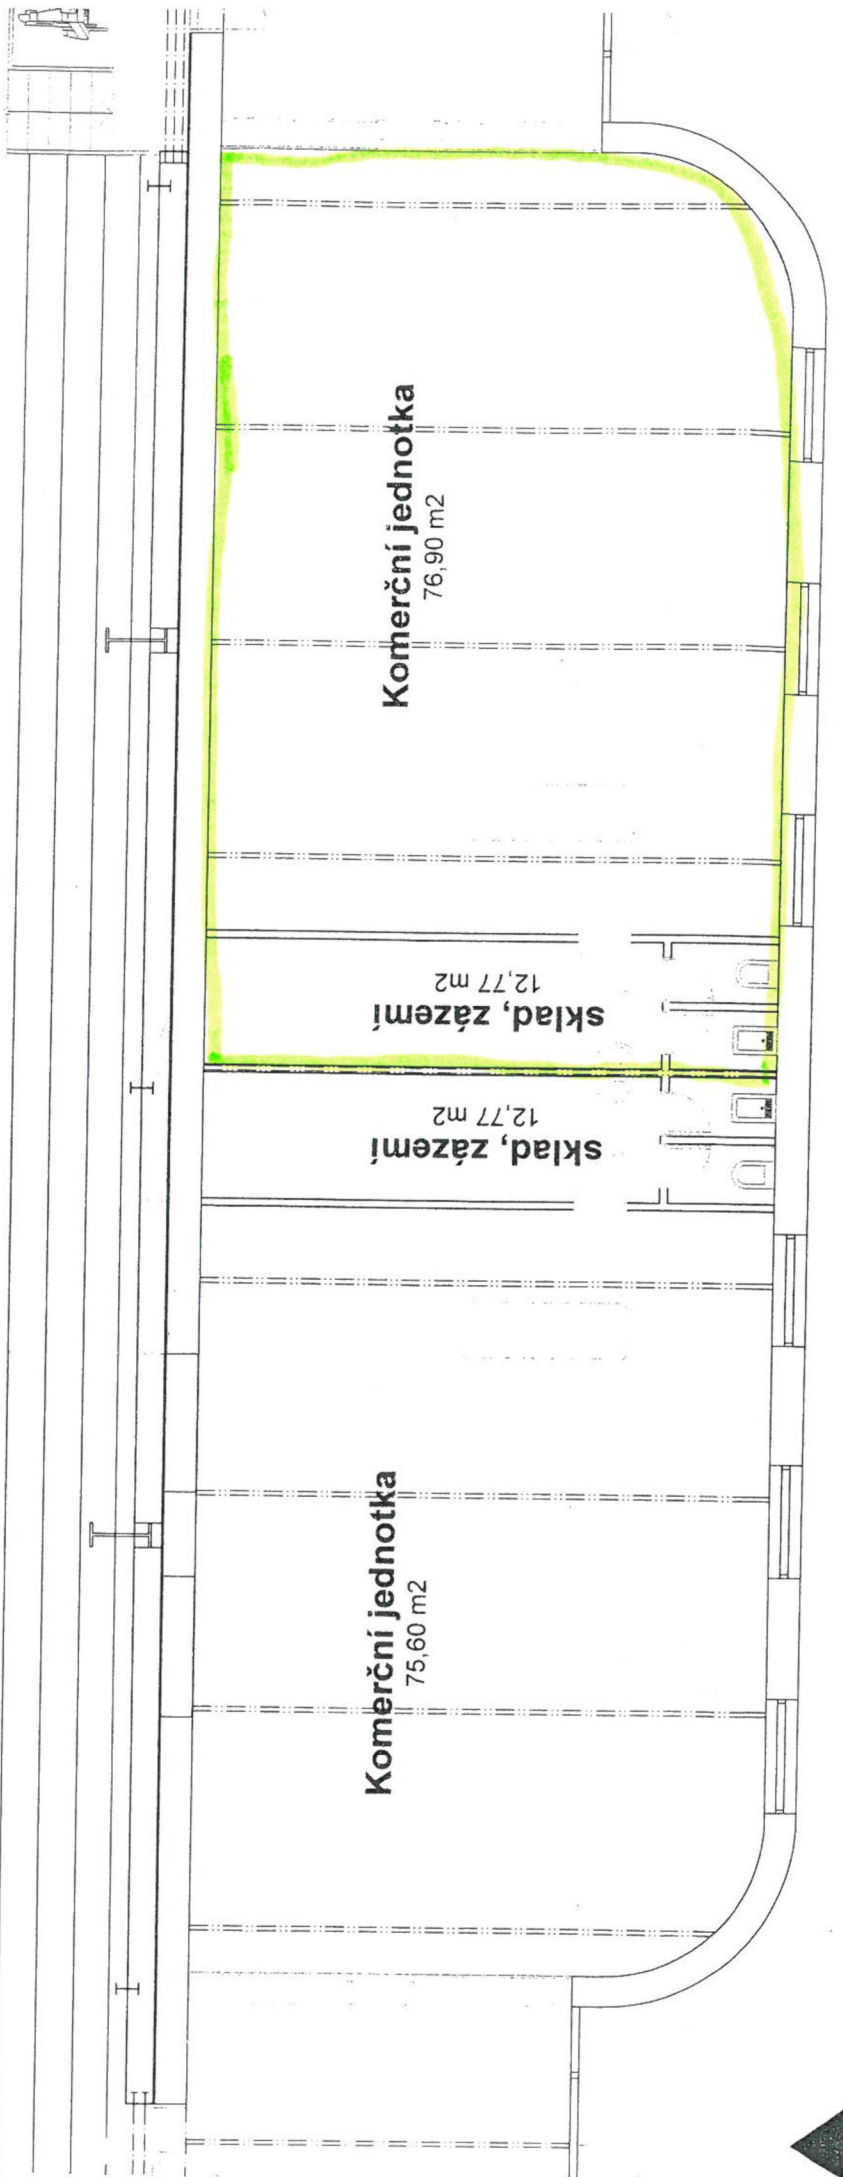 Komerční jednotka
76,90 m2
sklad, zázemí
12,77 m2
sklad, zázemí
12,77 m2
Komerční jednotka
75,60 m2